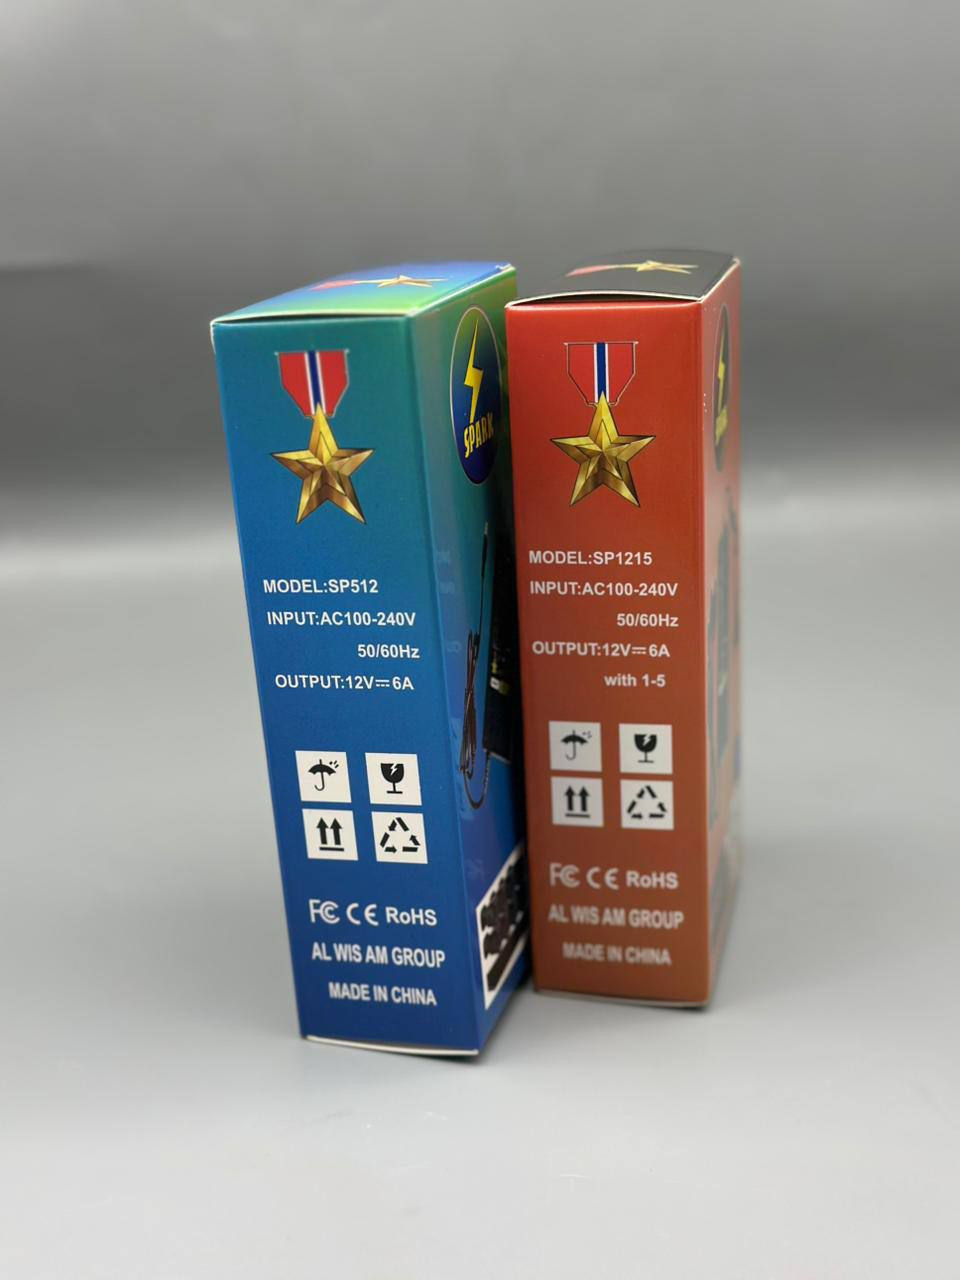 SPARK
MODEL:SP512
INPUT:AC100-240V
50/60Hz
OUTPUT:12V⎓6A
FC CE RoHS
AL WIS AM GROUP
MADE IN CHINA
SPARK
MODEL:SP1215
INPUT:AC100-240V
50/60Hz
OUTPUT:12V⎓6A
with 1-5
FC CE RoHS
AL WIS AM GROUP
MADE IN CHINA